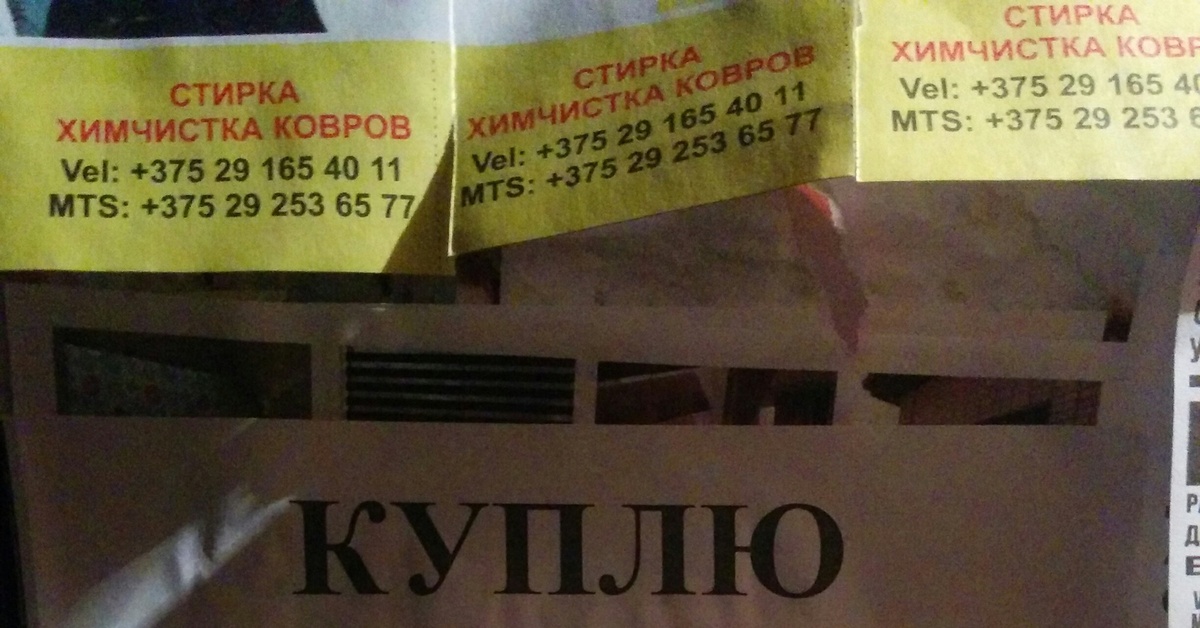 СТИРКА
ХИМЧИСТКА КОВРОВ
Vel: +375 29 165 40 11
MTS: +375 29 253 65 77
СТИРКА
ХИМЧИСТКА КОВРОВ
Vel: +375 29 165 40 11
MTS: +375 29 253 65 77
СТИРКА
ХИМЧИСТКА КОВР
Vel: +375 29 165 40
MTS: +375 29 253 6
КУПЛЮ